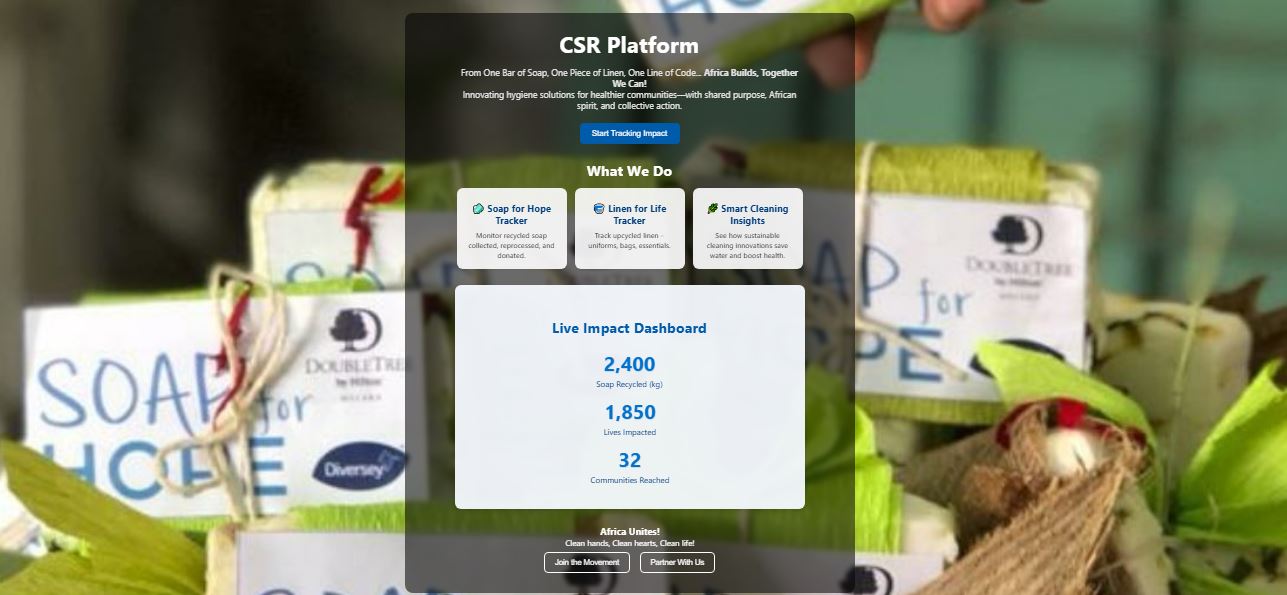 CSR Platform
From One Bar of Soap, One Piece of Linen, One Line of Code... Africa Builds, Together
We Can!
Innovating hygiene solutions for healthier communities—with shared purpose, African
spirit, and collective action.
Start Tracking Impact
What We Do
Soap for Hope
Tracker
Monitor recycled soap
collected, reprocessed, and
donated.
Linen for Life
Tracker
Track upcycled linen -
uniforms, bags, essentials.
Smart Cleaning
Insights
See how sustainable
cleaning innovations save
water and boost health.
Live Impact Dashboard
2,400
Soap Recycled (kg)
1,850
Lives Impacted
32
Communities Reached
Africa Unites!
Clean hands, Clean hearts, Clean life!
Join the Movement
Partner With Us
SOAP for
HOPE
DOUBLETREE
by Hilton
Diversey
AP for
PE
DOUBLETREE
by Hilton